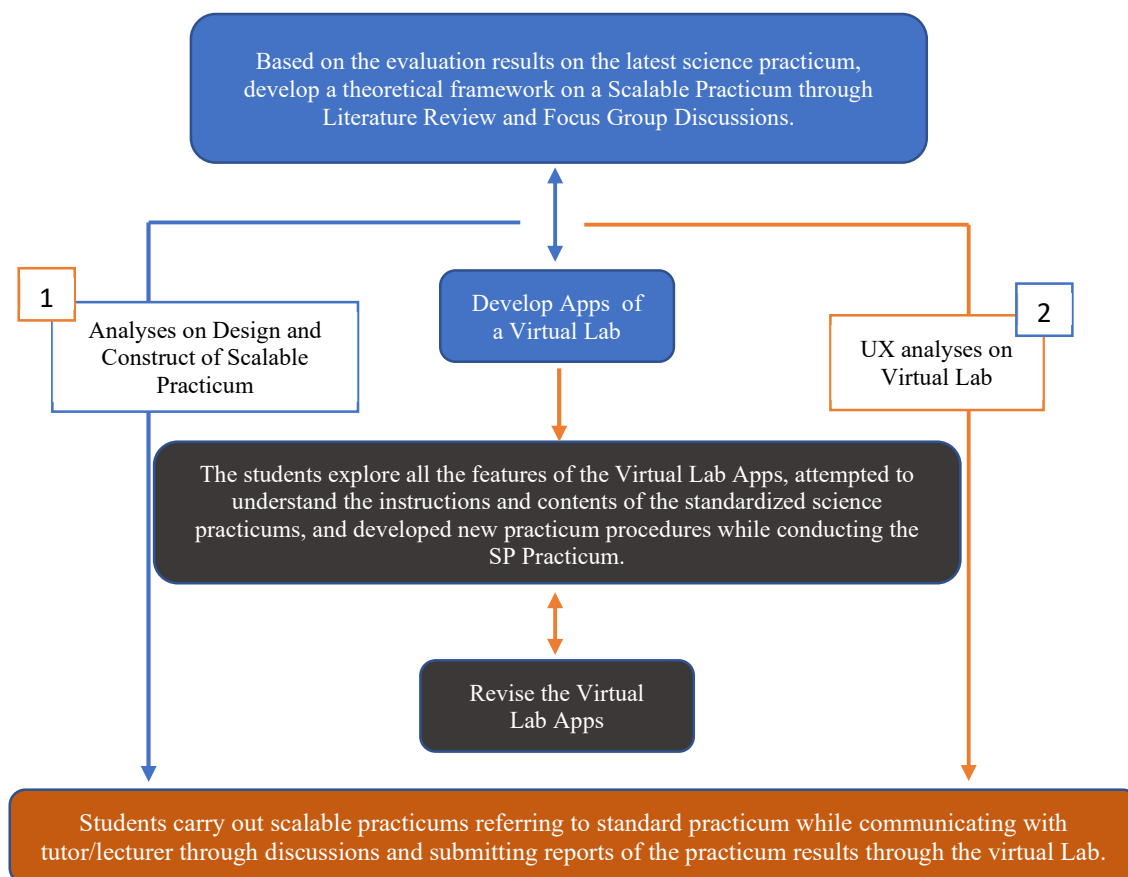 Based on the evaluation results on the latest science practicum,
develop a theoretical framework on a Scalable Practicum through
Literature Review and Focus Group Discussions.
1
Analyses on Design and
Construct of Scalable
Practicum
Develop Apps of
a Virtual Lab
2
UX analyses on
Virtual Lab
The students explore all the features of the Virtual Lab Apps, attempted to
understand the instructions and contents of the standardized science
practicums, and developed new practicum procedures while conducting the
SP Practicum.
Revise the Virtual
Lab Apps
Students carry out scalable practicums referring to standard practicum while communicating with
tutor/lecturer through discussions and submitting reports of the practicum results through the virtual Lab.